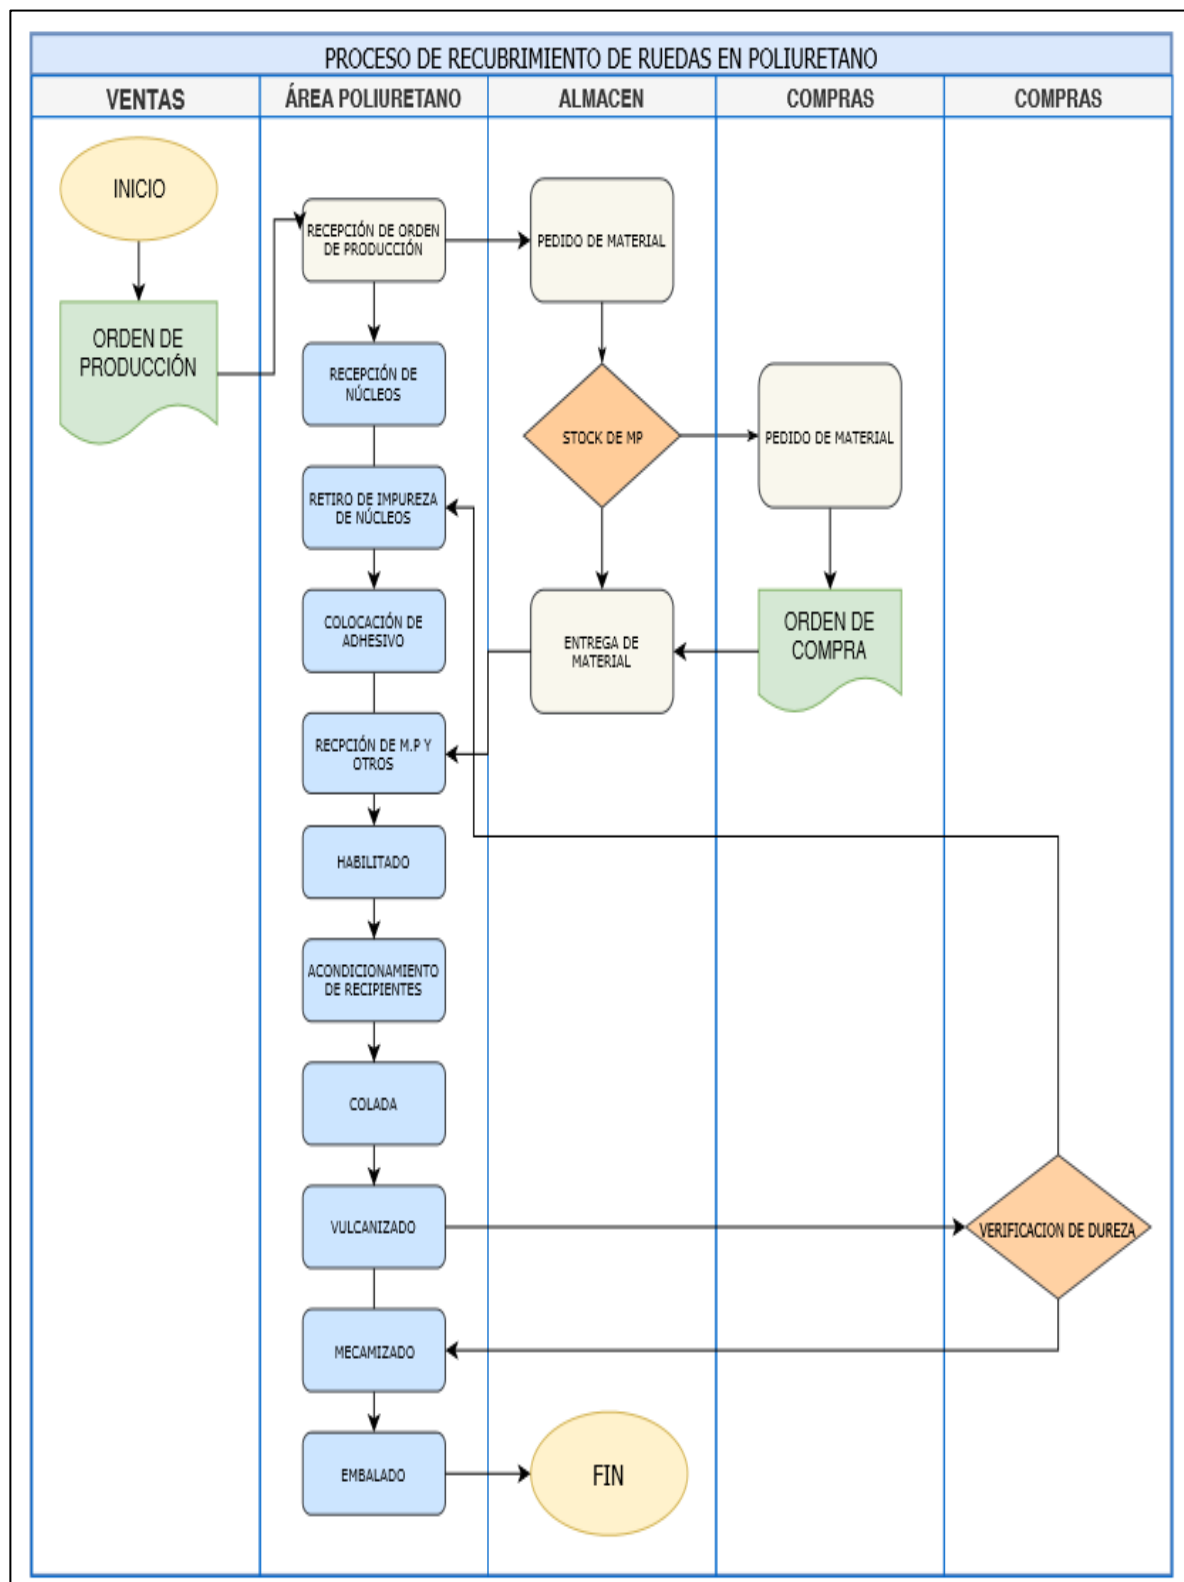 PROCESO DE RECUBRIMIENTO DE RUEDAS EN POLIURETANO
VENTAS
ÁREA POLIURETANO
ALMACEN
COMPRAS
COMPRAS
INICIO
ORDEN DE
PRODUCCIÓN
RECEPCIÓN DE ORDEN
DE PRODUCCIÓN
PEDIDO DE MATERIAL
RECEPCIÓN DE
NÚCLEOS
STOCK DE MP
PEDIDO DE MATERIAL
RETIRO DE IMPUREZA
DE NÚCLEOS
COLOCACIÓN DE
ADHESIVO
ENTREGA DE
MATERIAL
ORDEN DE
COMPRA
RECPCIÓN DE M.P Y
OTROS
HABILITADO
ACONDICIONAMIENTO
DE RECIPIENTES
COLADA
VULCANIZADO
VERIFICACION DE DUREZA
MECAMIZADO
EMBALADO
FIN